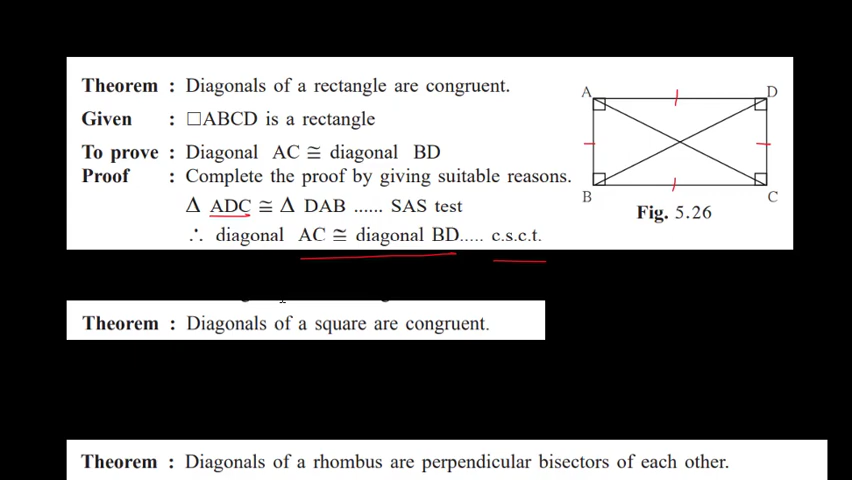 Theorem : Diagonals of a rectangle are congruent.
Given : □ABCD is a rectangle
To prove : Diagonal AC ≅ diagonal BD
Proof : Complete the proof by giving suitable reasons.
Δ ADC ≅ Δ DAB ...... SAS test
∴ diagonal AC ≅ diagonal BD..... c.s.c.t.
A
D
B
C
Fig. 5.26
Theorem : Diagonals of a square are congruent.
Theorem : Diagonals of a rhombus are perpendicular bisectors of each other.